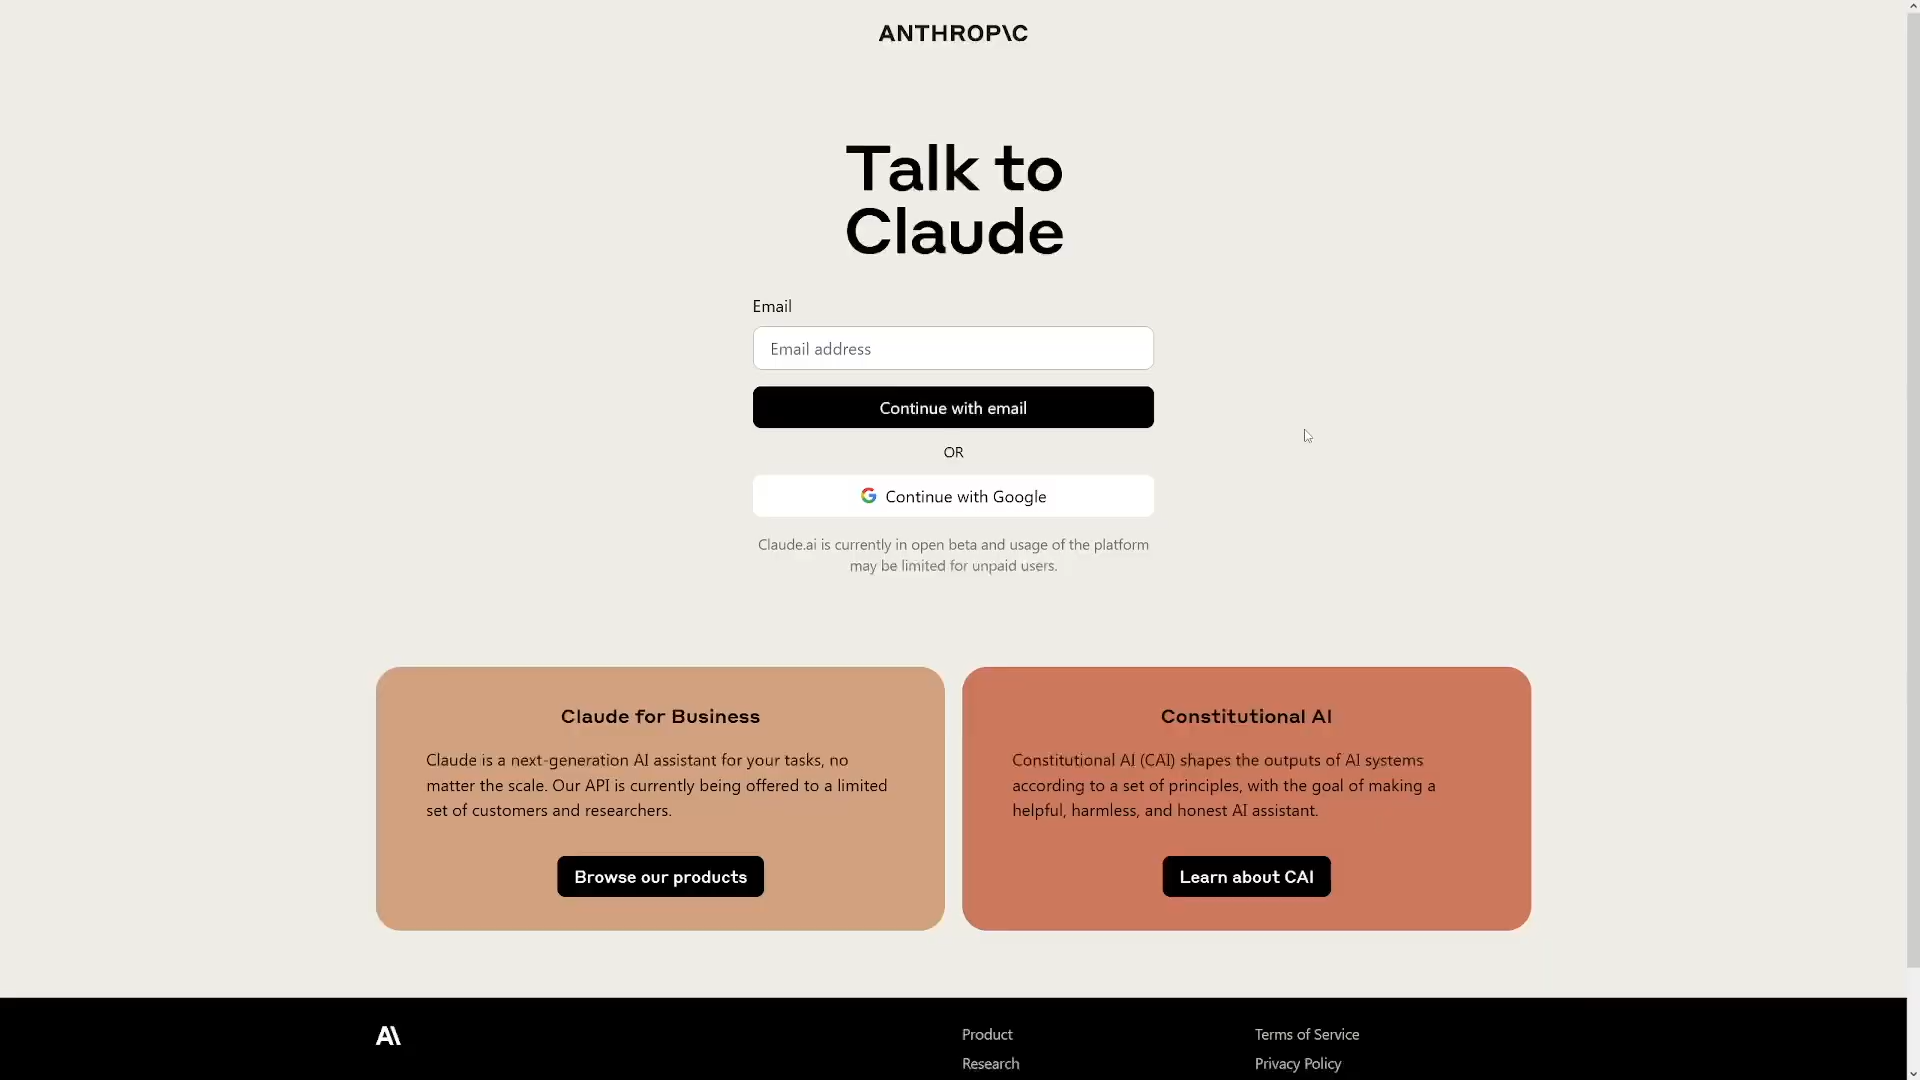 ANTHROP\C
Talk to
Claude
Email
Email address
Continue with email
OR
Continue with Google
Claude.ai is currently in open beta and usage of the platform
may be limited for unpaid users.
Claude for Business
Claude is a next-generation AI assistant for your tasks, no
matter the scale. Our API is currently being offered to a limited
set of customers and researchers.
Browse our products
Constitutional AI
Constitutional AI (CAI) shapes the outputs of AI systems
according to a set of principles, with the goal of making a
helpful, harmless, and honest AI assistant.
Learn about CAI
A\
Product
Research
Terms of Service
Privacy Policy